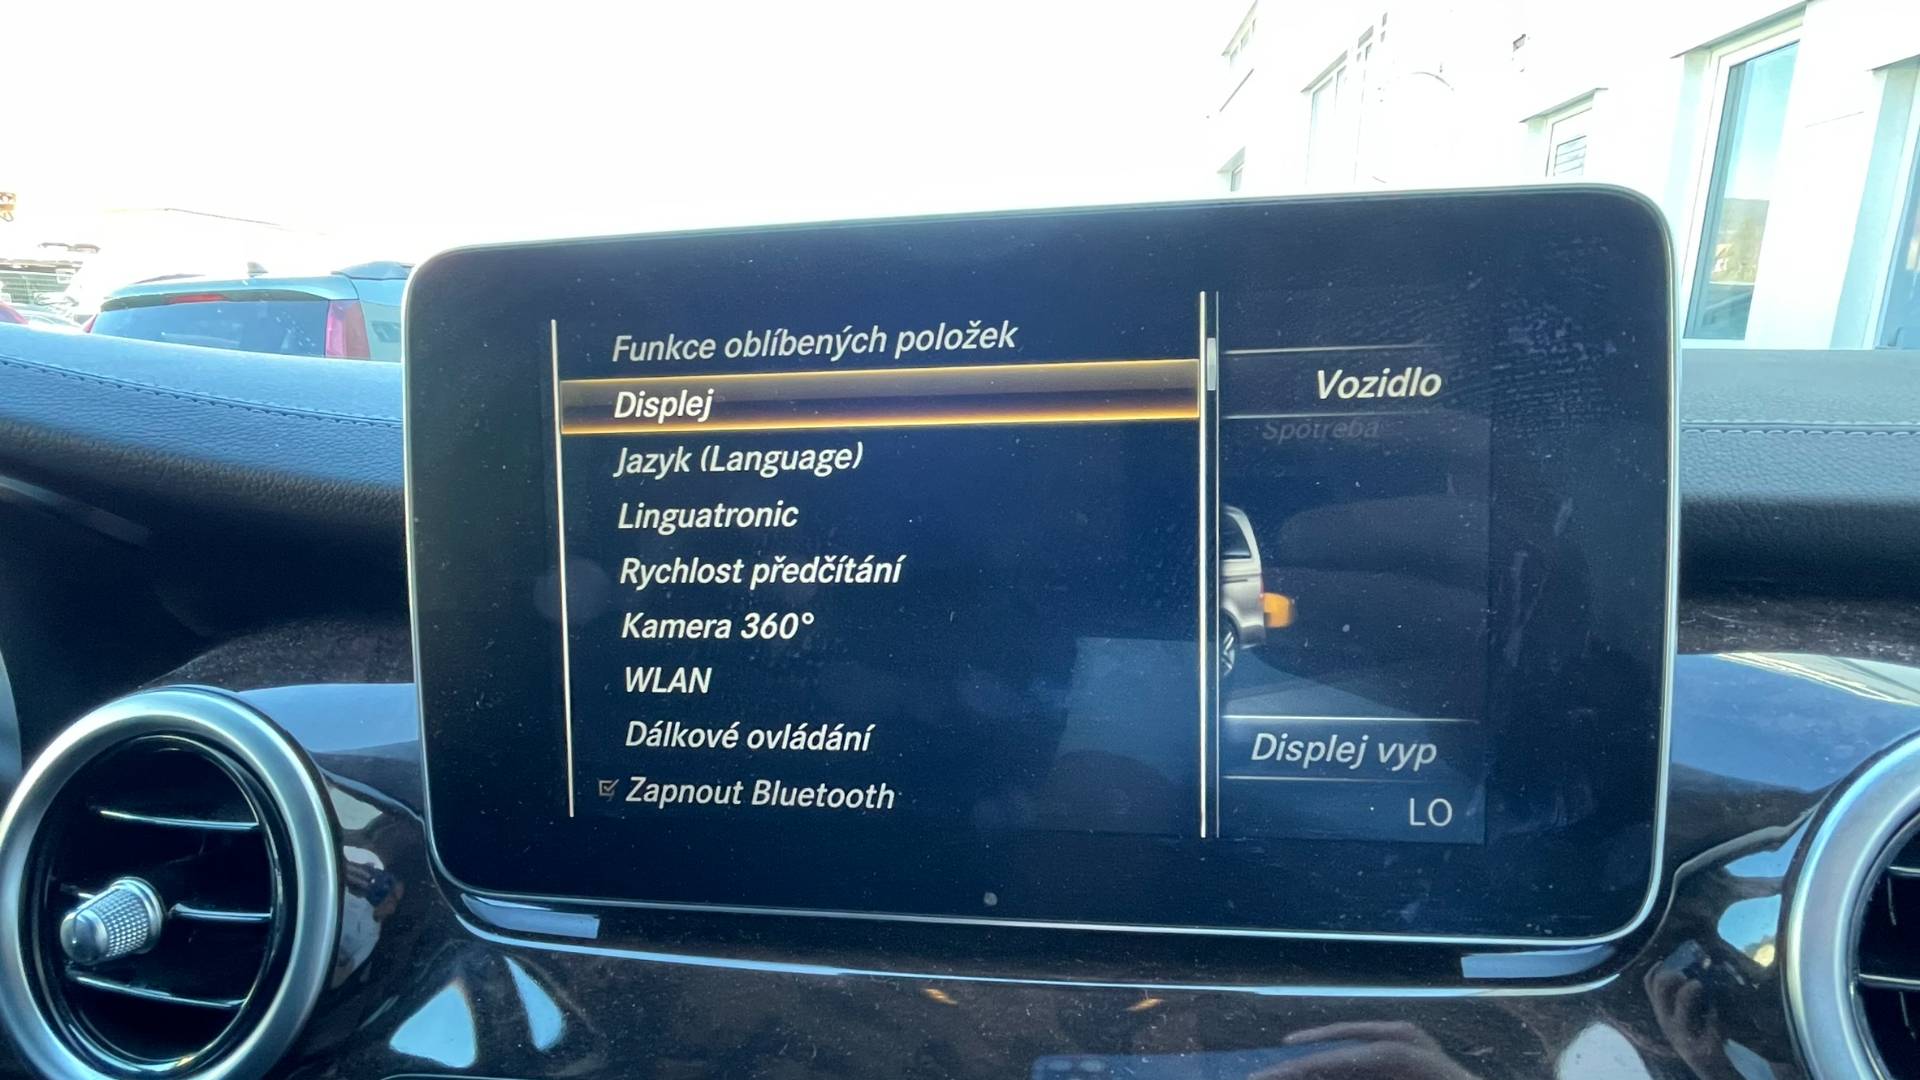 Funkce oblíbených položek
Displej
Jazyk (Language)
Linguatronic
Rychlost předčítání
Kamera 360°
WLAN
Dálkové ovládání
Zapnout Bluetooth
Vozidlo
Spotřeba
Displej vyp
LO